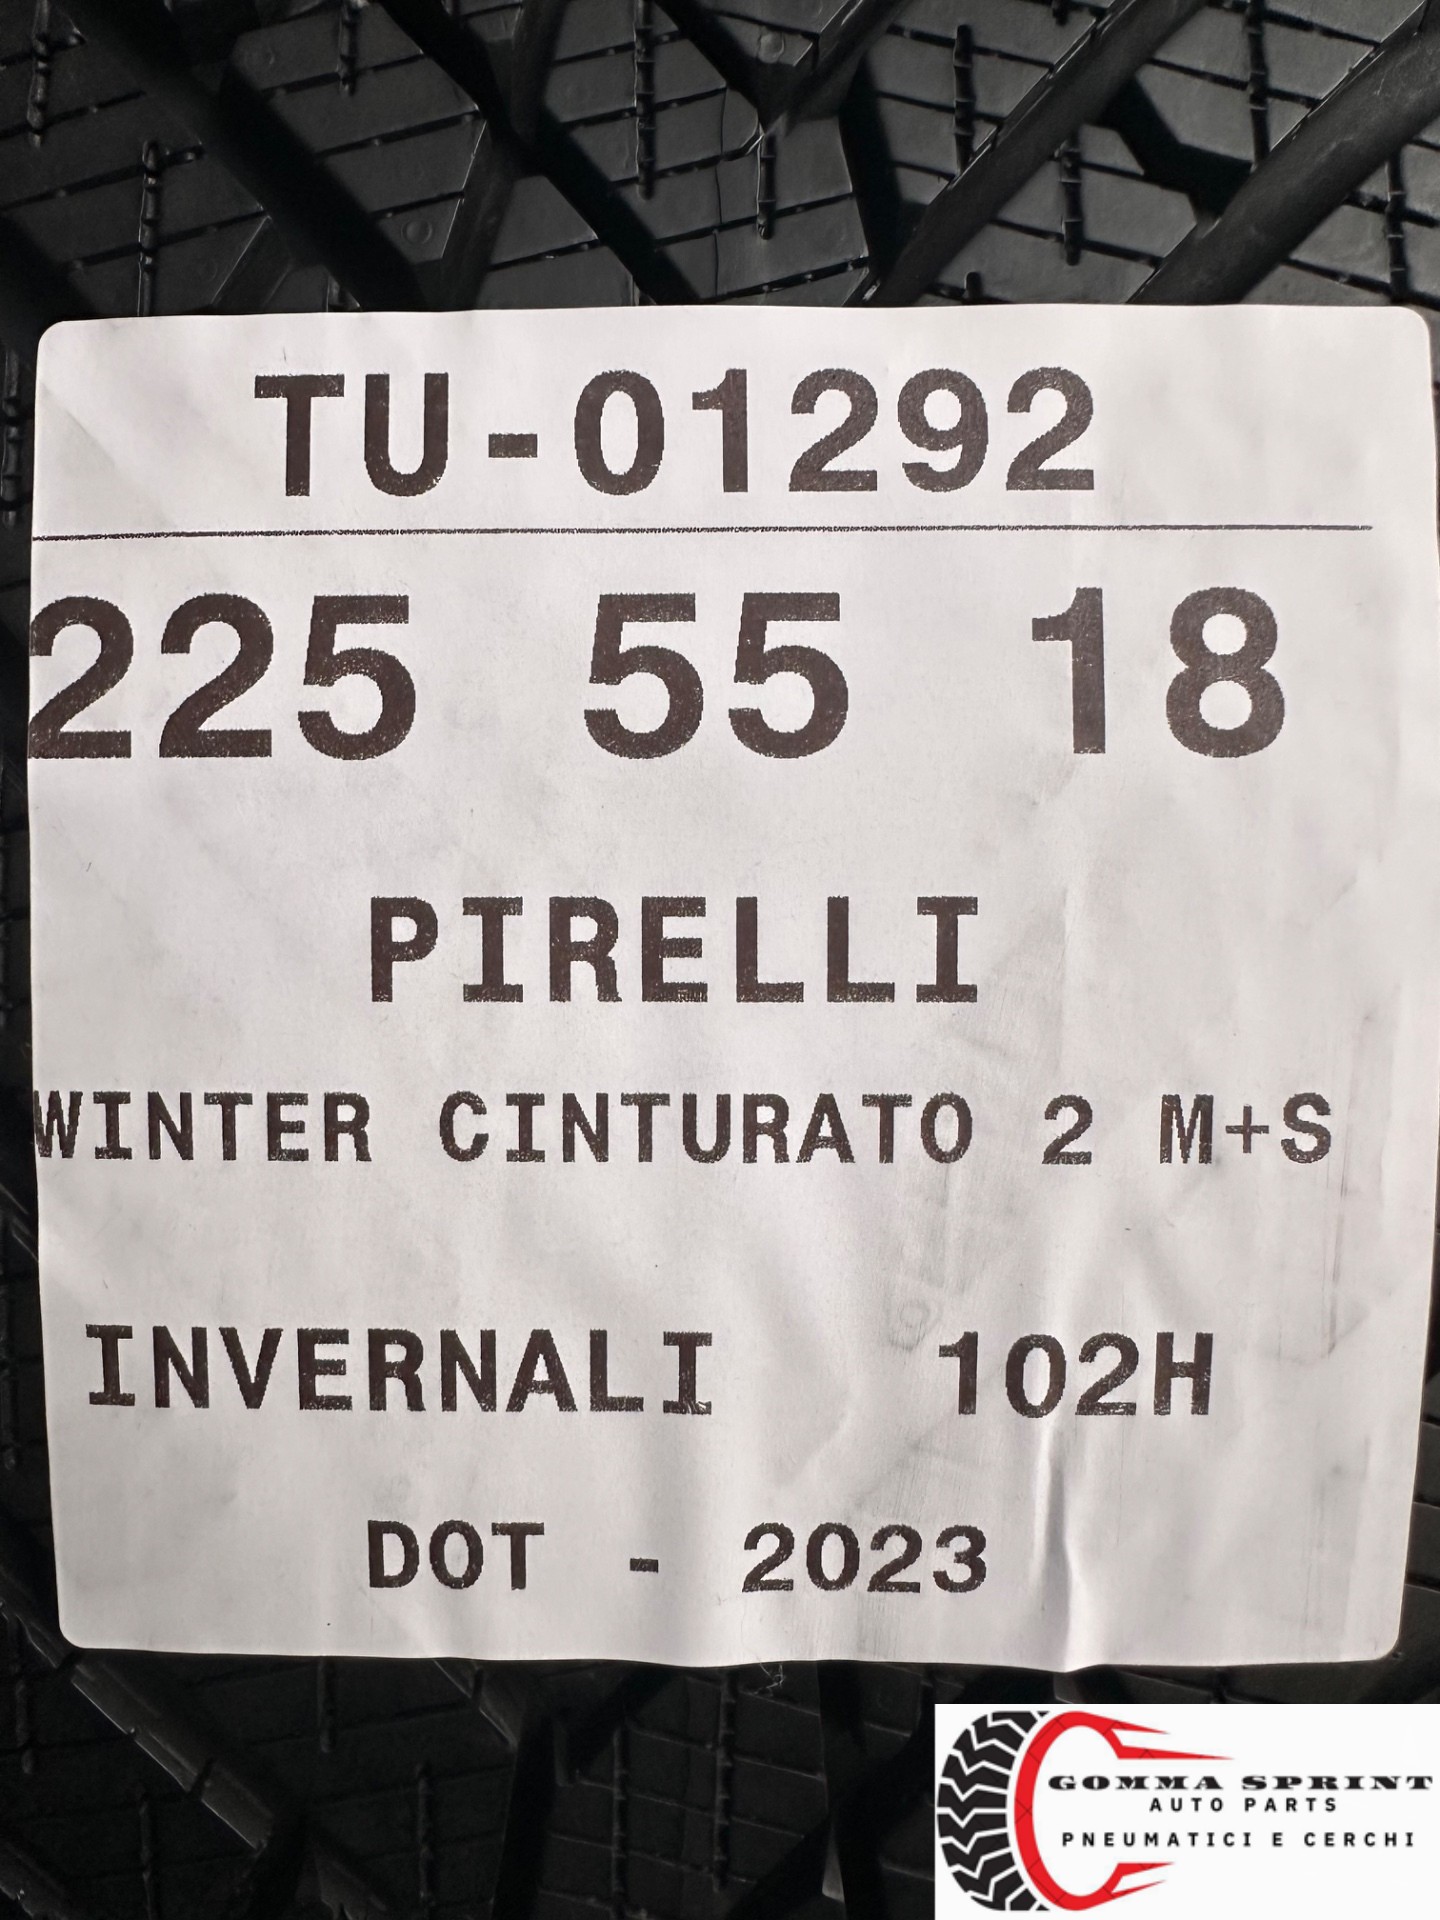 TU-01292
225 55 18
PIRELLI
WINTER CINTURATO 2 M+S
INVERNALI 102H
DOT - 2023
GOMMA SPRINT
AUTO PARTS
PNEUMATICI E CERCHI